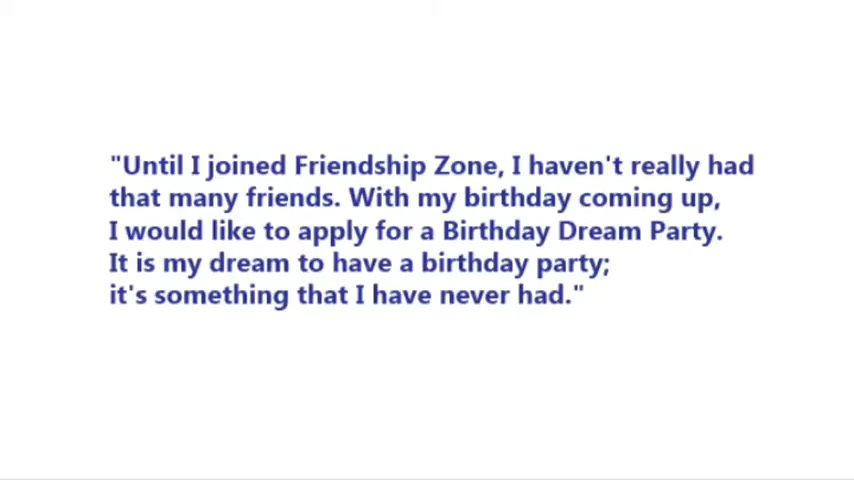 "Until I joined Friendship Zone, I haven't really had
that many friends. With my birthday coming up,
I would like to apply for a Birthday Dream Party.
It is my dream to have a birthday party;
it's something that I have never had."